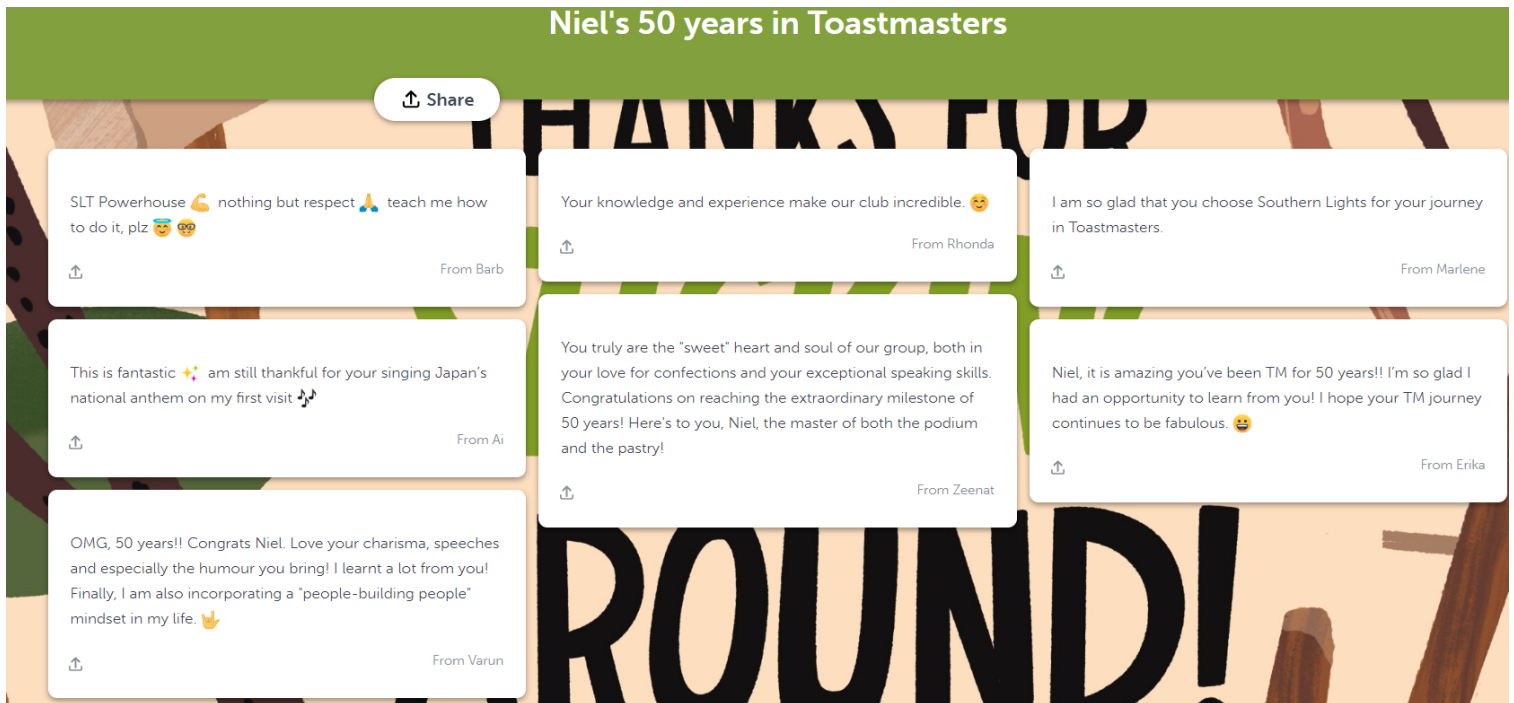 Niel's 50 years in Toastmasters
Share
THANKS FOR
SLT Powerhouse 💪 nothing but respect 🙏 teach me how
to do it, plz 😇 🤓
From Barb
This is fantastic ✨ am still thankful for your singing Japan’s
national anthem on my first visit 🎶
From Ai
OMG, 50 years!! Congrats Niel. Love your charisma, speeches
and especially the humour you bring! I learnt a lot from you!
Finally, I am also incorporating a "people-building people"
mindset in my life. 🤟
From Varun
Your knowledge and experience make our club incredible. 😊
From Rhonda
You truly are the "sweet" heart and soul of our group, both in
your love for confections and your exceptional speaking skills.
Congratulations on reaching the extraordinary milestone of
50 years! Here's to you, Niel, the master of both the podium
and the pastry!
From Zeenat
I am so glad that you choose Southern Lights for your journey
in Toastmasters.
From Marlene
Niel, it is amazing you’ve been TM for 50 years!! I’m so glad I
had an opportunity to learn from you! I hope your TM journey
continues to be fabulous. 😀
From Erika
ROUND!